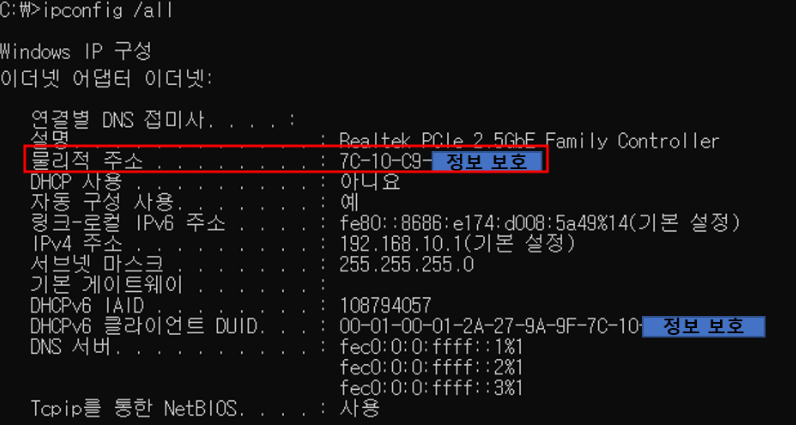 C:₩>ipconfig /all
Windows IP 구성
이더넷 어댑터 이더넷:
연결별 DNS 접미사. . . . :
설명. . . . . . . . . . . . : Realtek PCIe 2.5GbE Family Controller
물리적 주소 . . . . . . . . : 7C-10-C9-정보 보호
DHCP 사용 . . . . . . . . . : 아니요
자동 구성 사용. . . . . . . : 예
링크-로컬 IPv6 주소 . . . . : fe80::8686:e174:d008:5a49%14(기본 설정)
IPv4 주소 . . . . . . . . . : 192.168.10.1(기본 설정)
서브넷 마스크 . . . . . . . : 255.255.255.0
기본 게이트웨이 . . . . . . :
DHCPv6 IAID . . . . . . . . : 108794057
DHCPv6 클라이언트 DUID. . . : 00-01-00-01-2A-27-9A-9F-7C-10-정보 보호
DNS 서버. . . . . . . . . . : fec0:0:0:ffff::1%1
fec0:0:0:ffff::2%1
fec0:0:0:ffff::3%1
Tcpip를 통한 NetBIOS. . . . : 사용